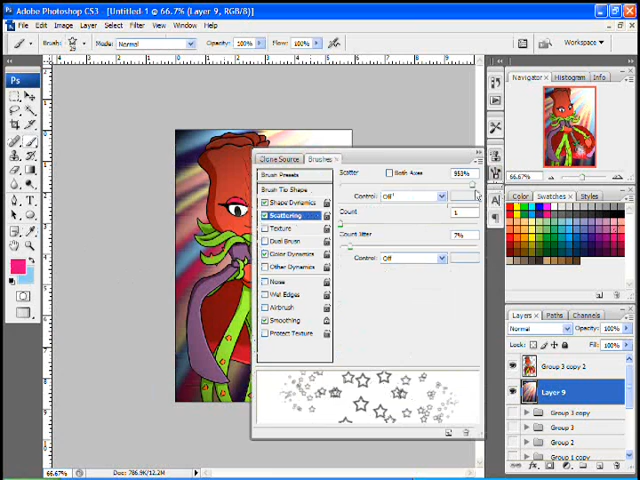 Adobe Photoshop CS3 - [Untitled-1 @ 66.7% (Layer 9, RGB/8)]
File Edit Image Layer Select Filter View Window Help
Brush: 29 Mode: Normal Opacity: 100% Flow: 100% Workspace
Ps
Navigator Histogram Info
66.67%
Color Swatches Styles
Clone Source Brushes
Brush Presets
Brush Tip Shape
Shape Dynamics
Scattering
Texture
Dual Brush
Color Dynamics
Other Dynamics
Noise
Wet Edges
Airbrush
Smoothing
Protect Texture
Scatter Both Axes
Control: Off
Count 1
Count Jitter 7%
Control: Off
Layers Paths Channels
Normal Opacity: 100%
Lock: Fill: 100%
Group 3 copy 2
Layer 9
Group 3 copy
Group 3
Group 2
Group 1 copy
66.67% Doc: 786.9K/12.2M